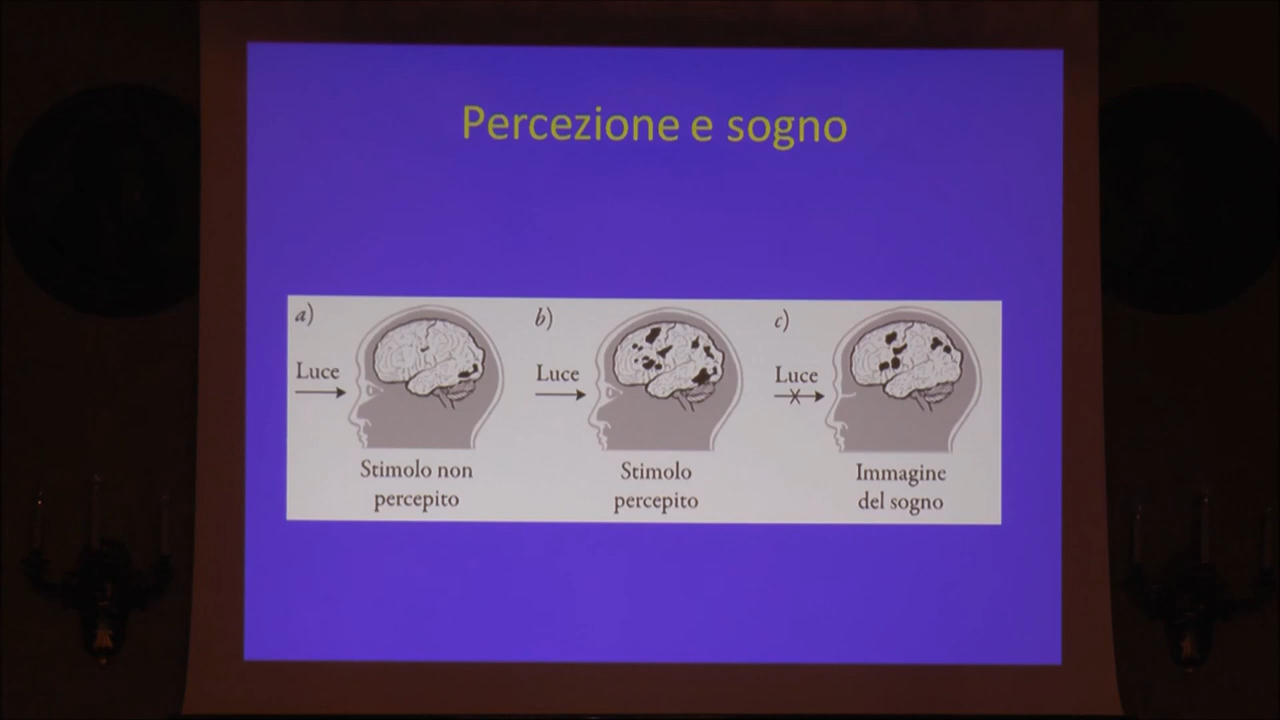 Percezione e sogno
a)
Luce
Stimolo non
percepito
b)
Luce
Stimolo
percepito
c)
Luce
Immagine
del sogno